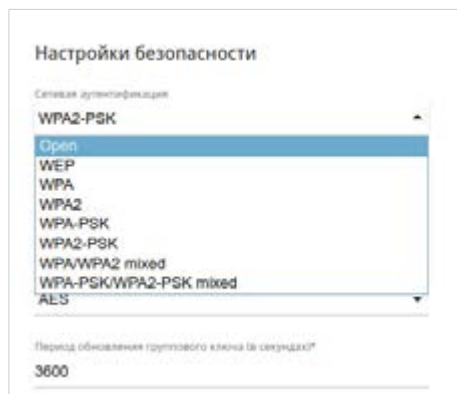 Настройки безопасности
Сетевая аутентификация
WPA2-PSK
Open
WEP
WPA
WPA2
WPA-PSK
WPA2-PSK
WPA/WPA2 mixed
WPA-PSK/WPA2-PSK mixed
AES
Период обновления группового ключа (в секундах)*
3600